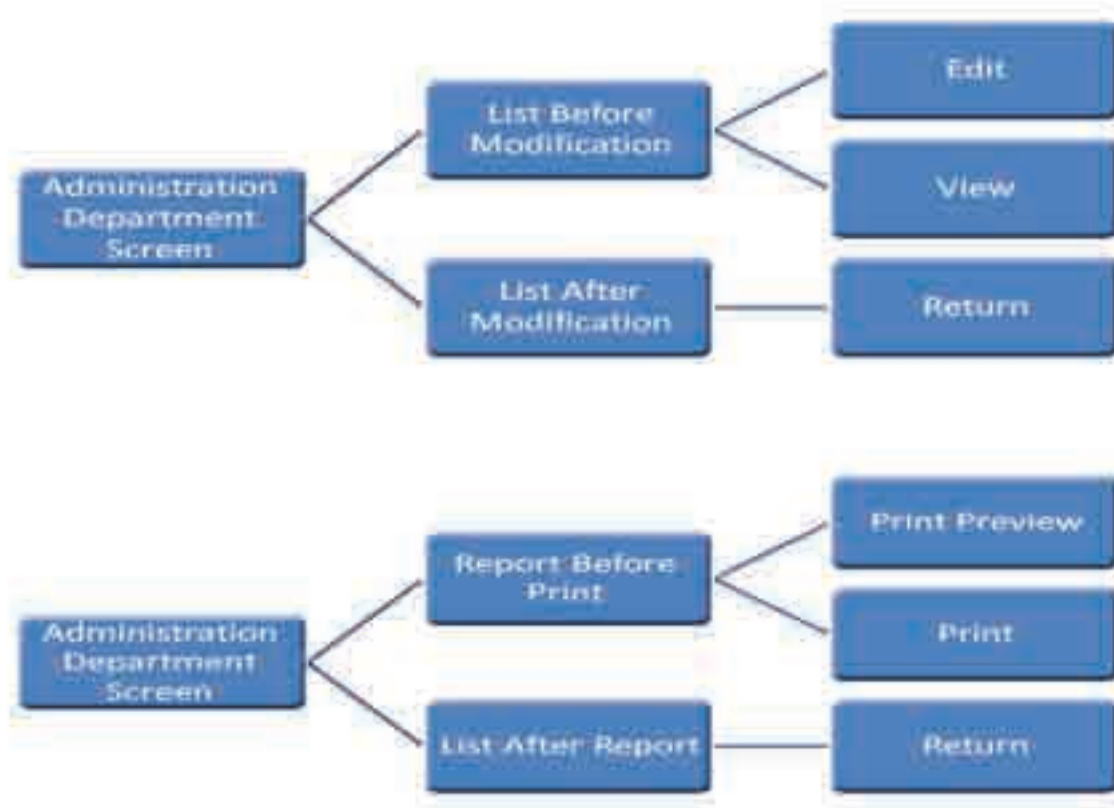 Administration
Department
Screen
List Before
Modification
Edit
View
List After
Modification
Return
Administration
Department
Screen
Report Before
Print
Print Preview
Print
List After Report
Return